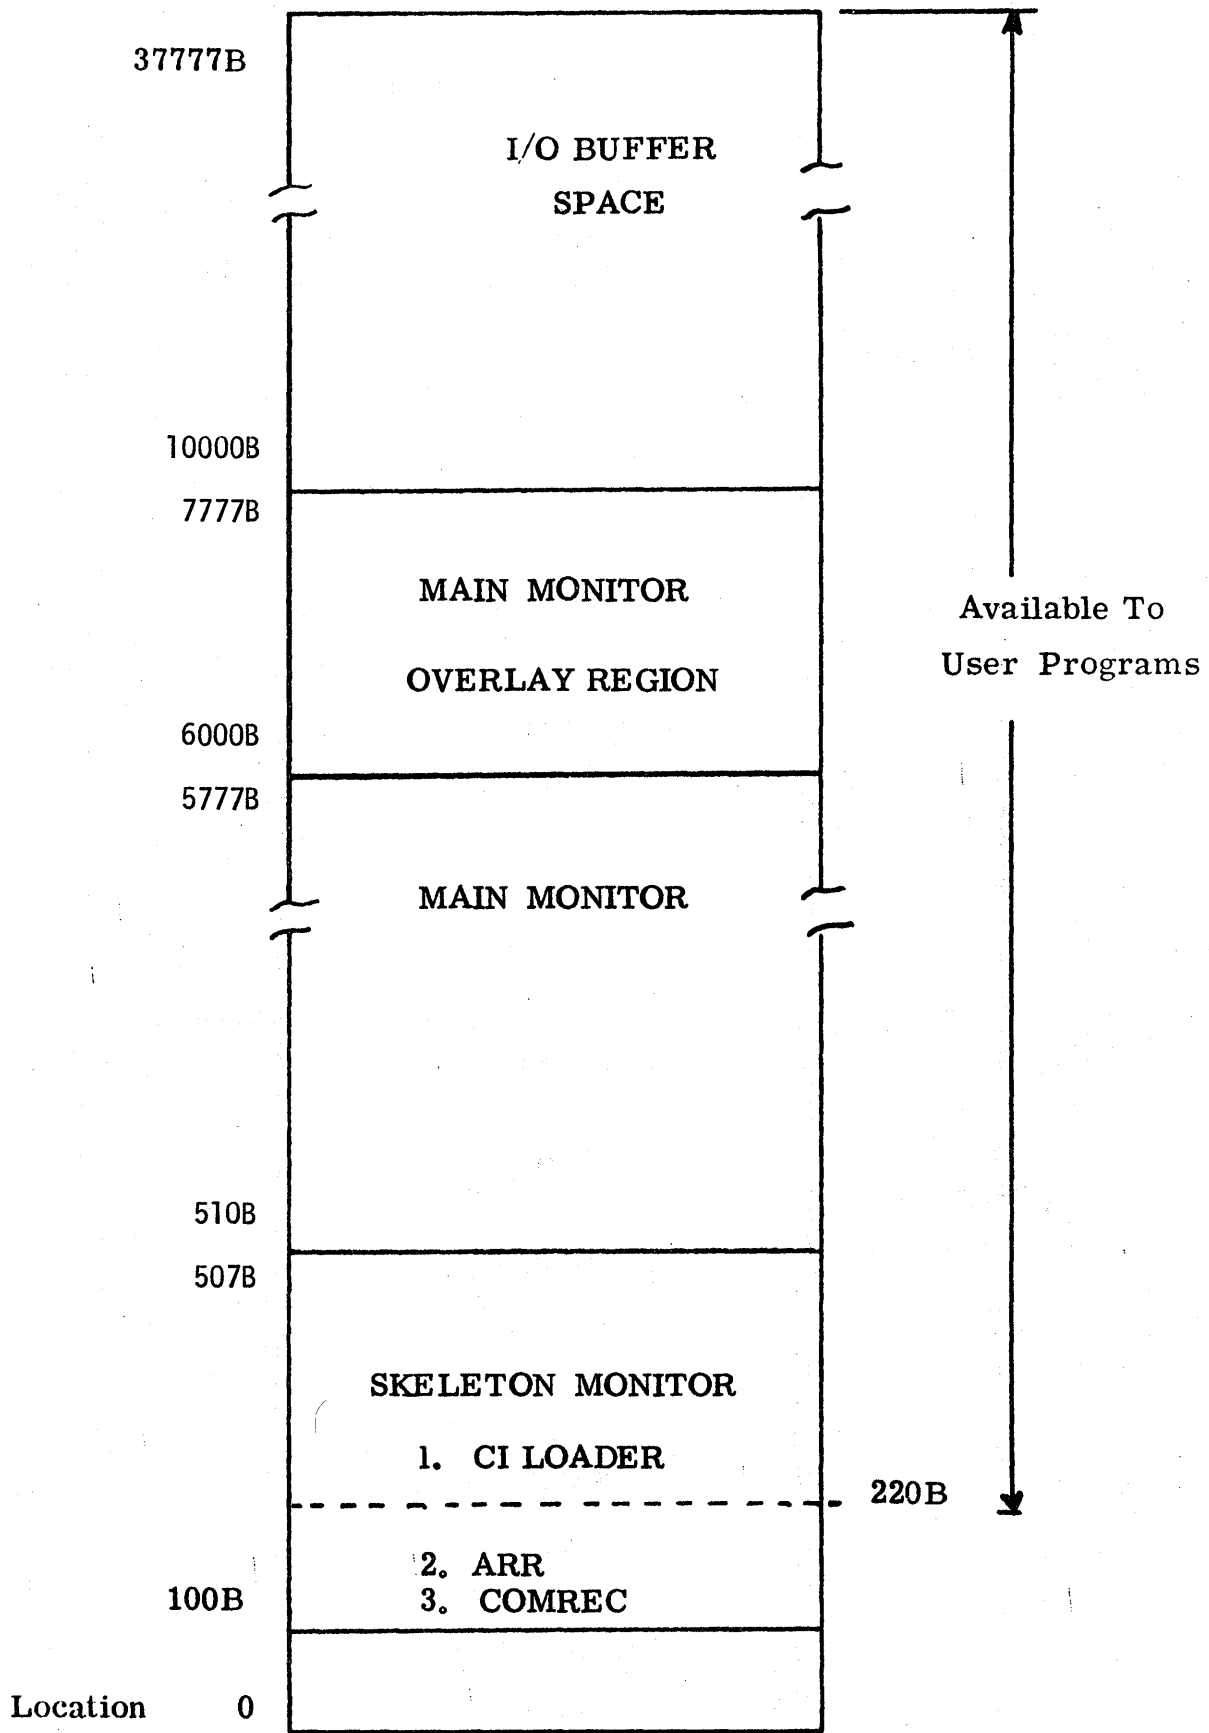 37777B
I/O BUFFER
SPACE
10000B
7777B
MAIN MONITOR
Available To
OVERLAY REGION
User Programs
6000B
5777B
MAIN MONITOR
510B
507B
SKELETON MONITOR
1. CI LOADER
220B
2. ARR
100B
3. COMREC
Location 0